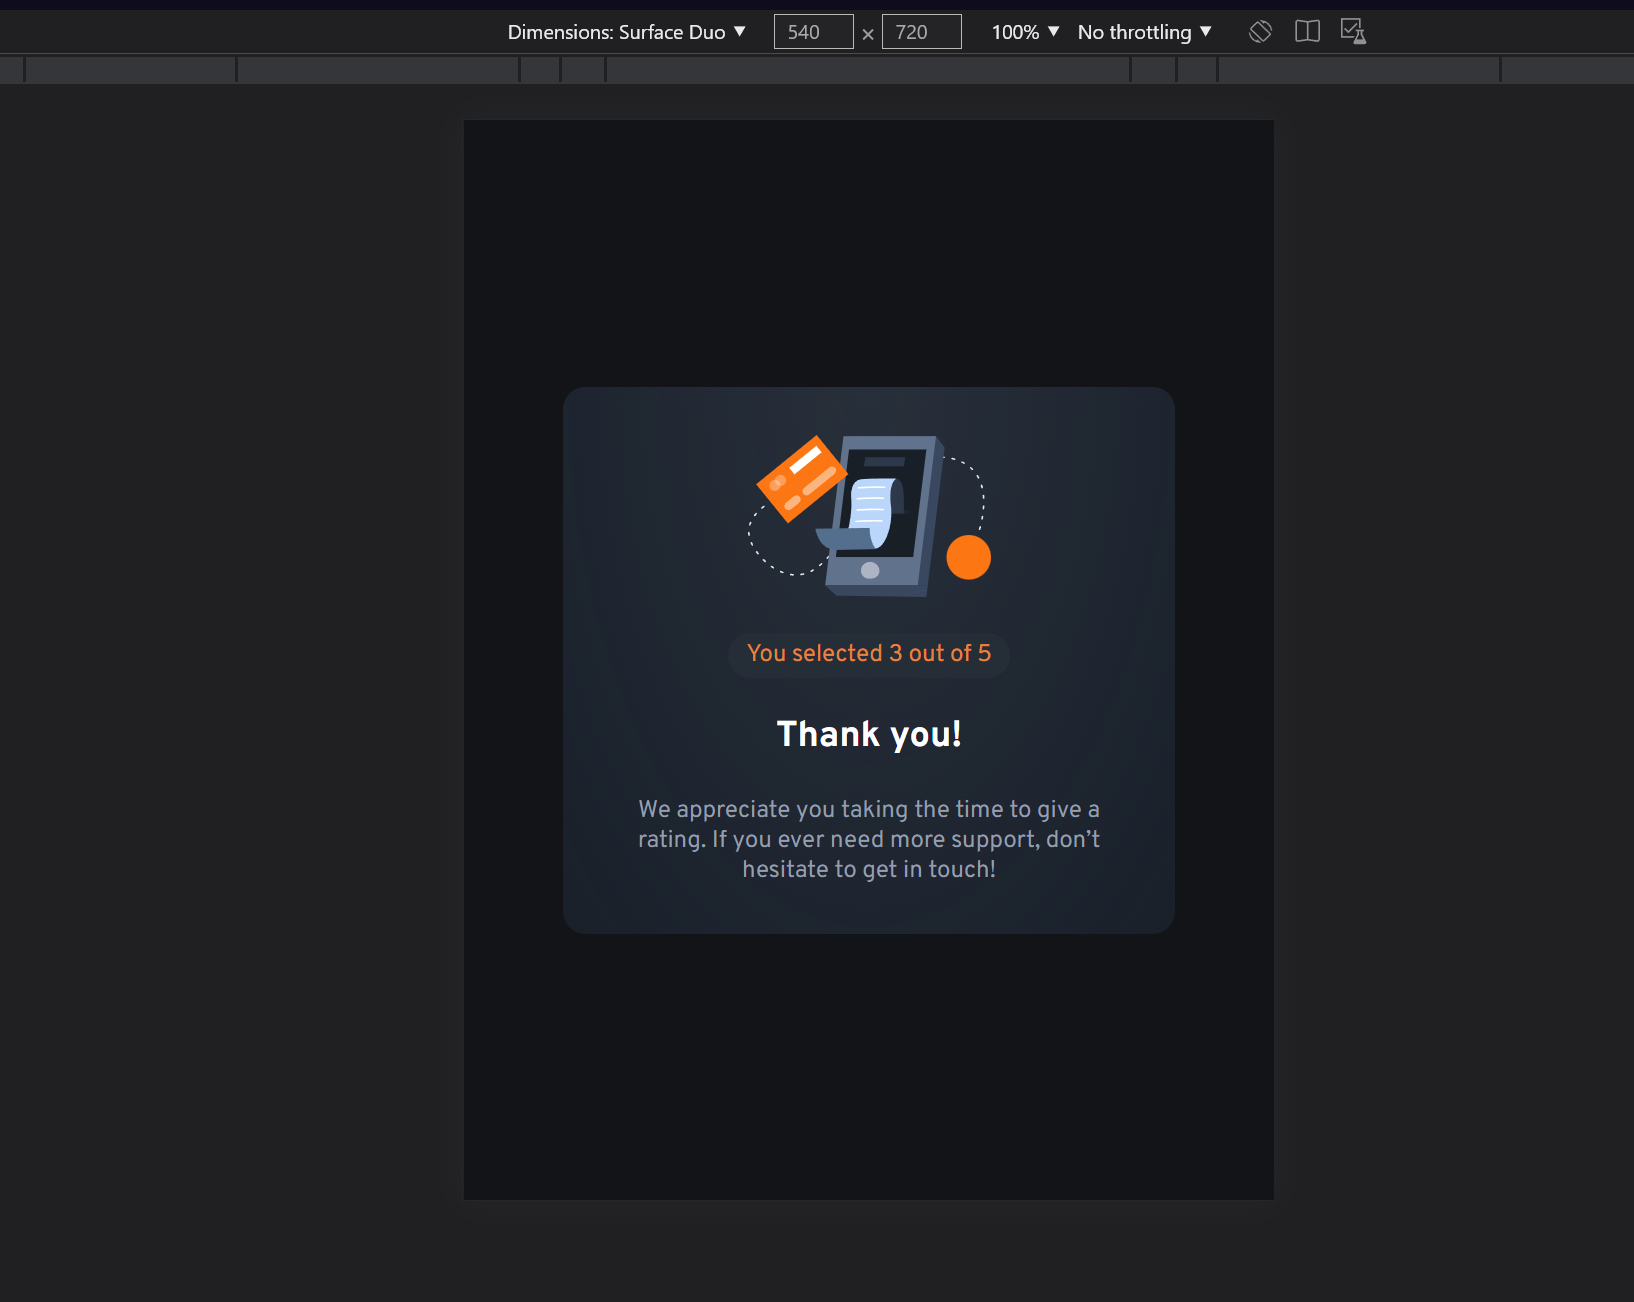 Dimensions: Surface Duo ▼ 540 × 720 100% ▼ No throttling ▼
You selected 3 out of 5
Thank you!
We appreciate you taking the time to give a
rating. If you ever need more support, don’t
hesitate to get in touch!